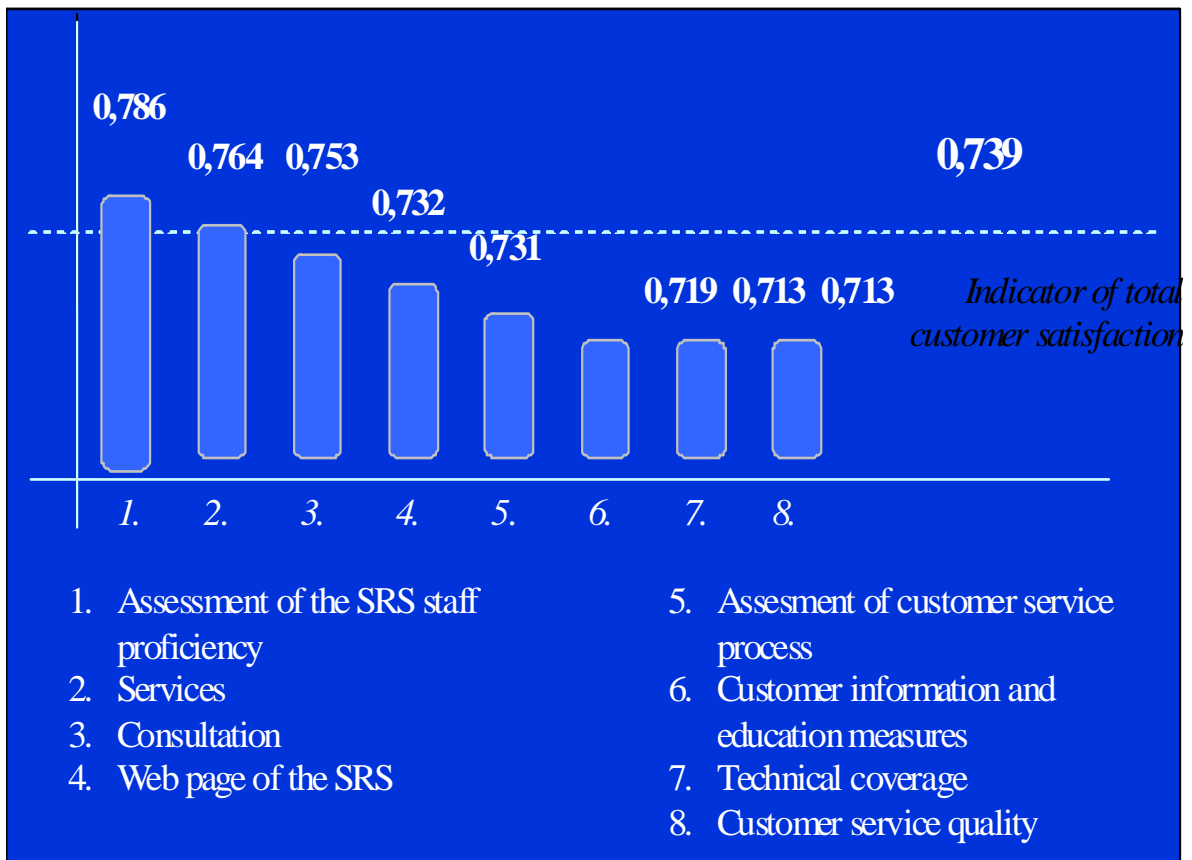 0,786
0,764
0,753
0,739
0,732
0,731
0,719
0,713
0,713
Indicator of total
customer satisfaction
1.
2.
3.
4.
5.
6.
7.
8.
1. Assessment of the SRS staff
proficiency
2. Services
3. Consultation
4. Web page of the SRS
5. Assesment of customer service
process
6. Customer information and
education measures
7. Technical coverage
8. Customer service quality